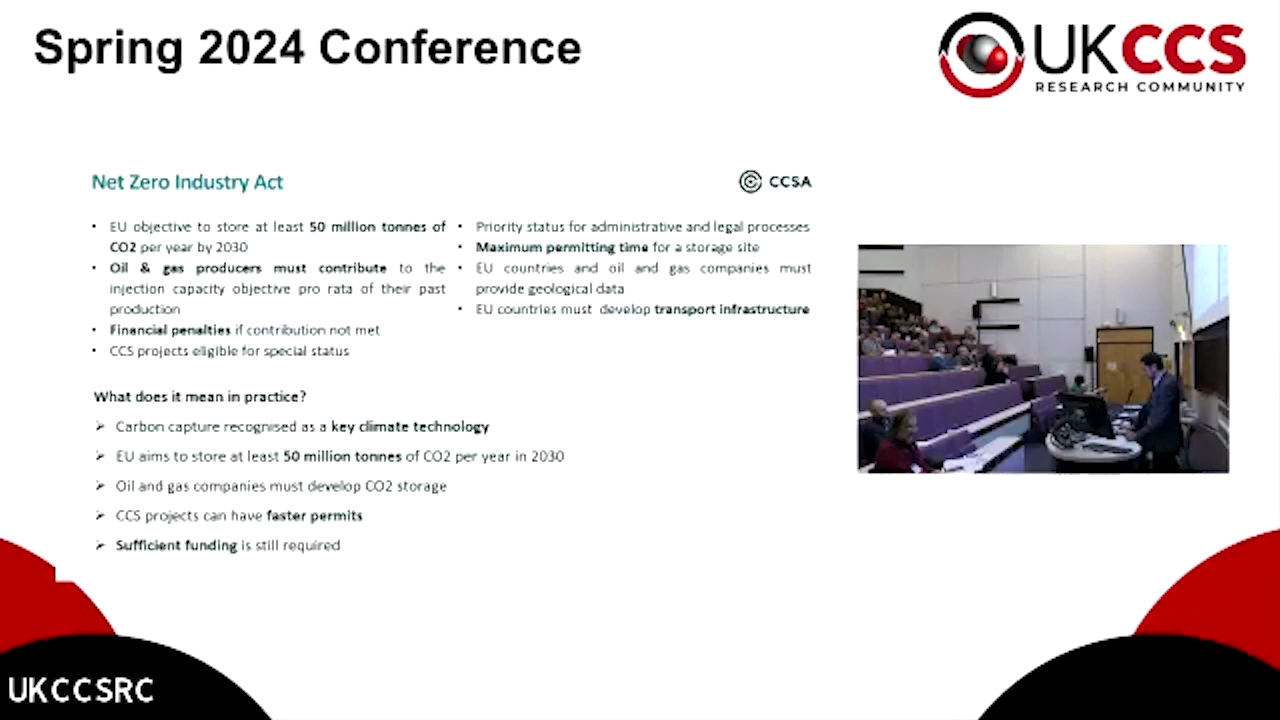 Spring 2024 Conference
UKCCS
RESEARCH COMMUNITY
Net Zero Industry Act
CCSA
• EU objective to store at least 50 million tonnes of
CO2 per year by 2030
• Oil & gas producers must contribute to the
injection capacity objective pro rata of their past
production
• Financial penalties if contribution not met
• CCS projects eligible for special status
• Priority status for administrative and legal processes
• Maximum permitting time for a storage site
• EU countries and oil and gas companies must
provide geological data
• EU countries must develop transport infrastructure
What does it mean in practice?
➢ Carbon capture recognised as a key climate technology
➢ EU aims to store at least 50 million tonnes of CO2 per year in 2030
➢ Oil and gas companies must develop CO2 storage
➢ CCS projects can have faster permits
➢ Sufficient funding is still required
UKCCSRC